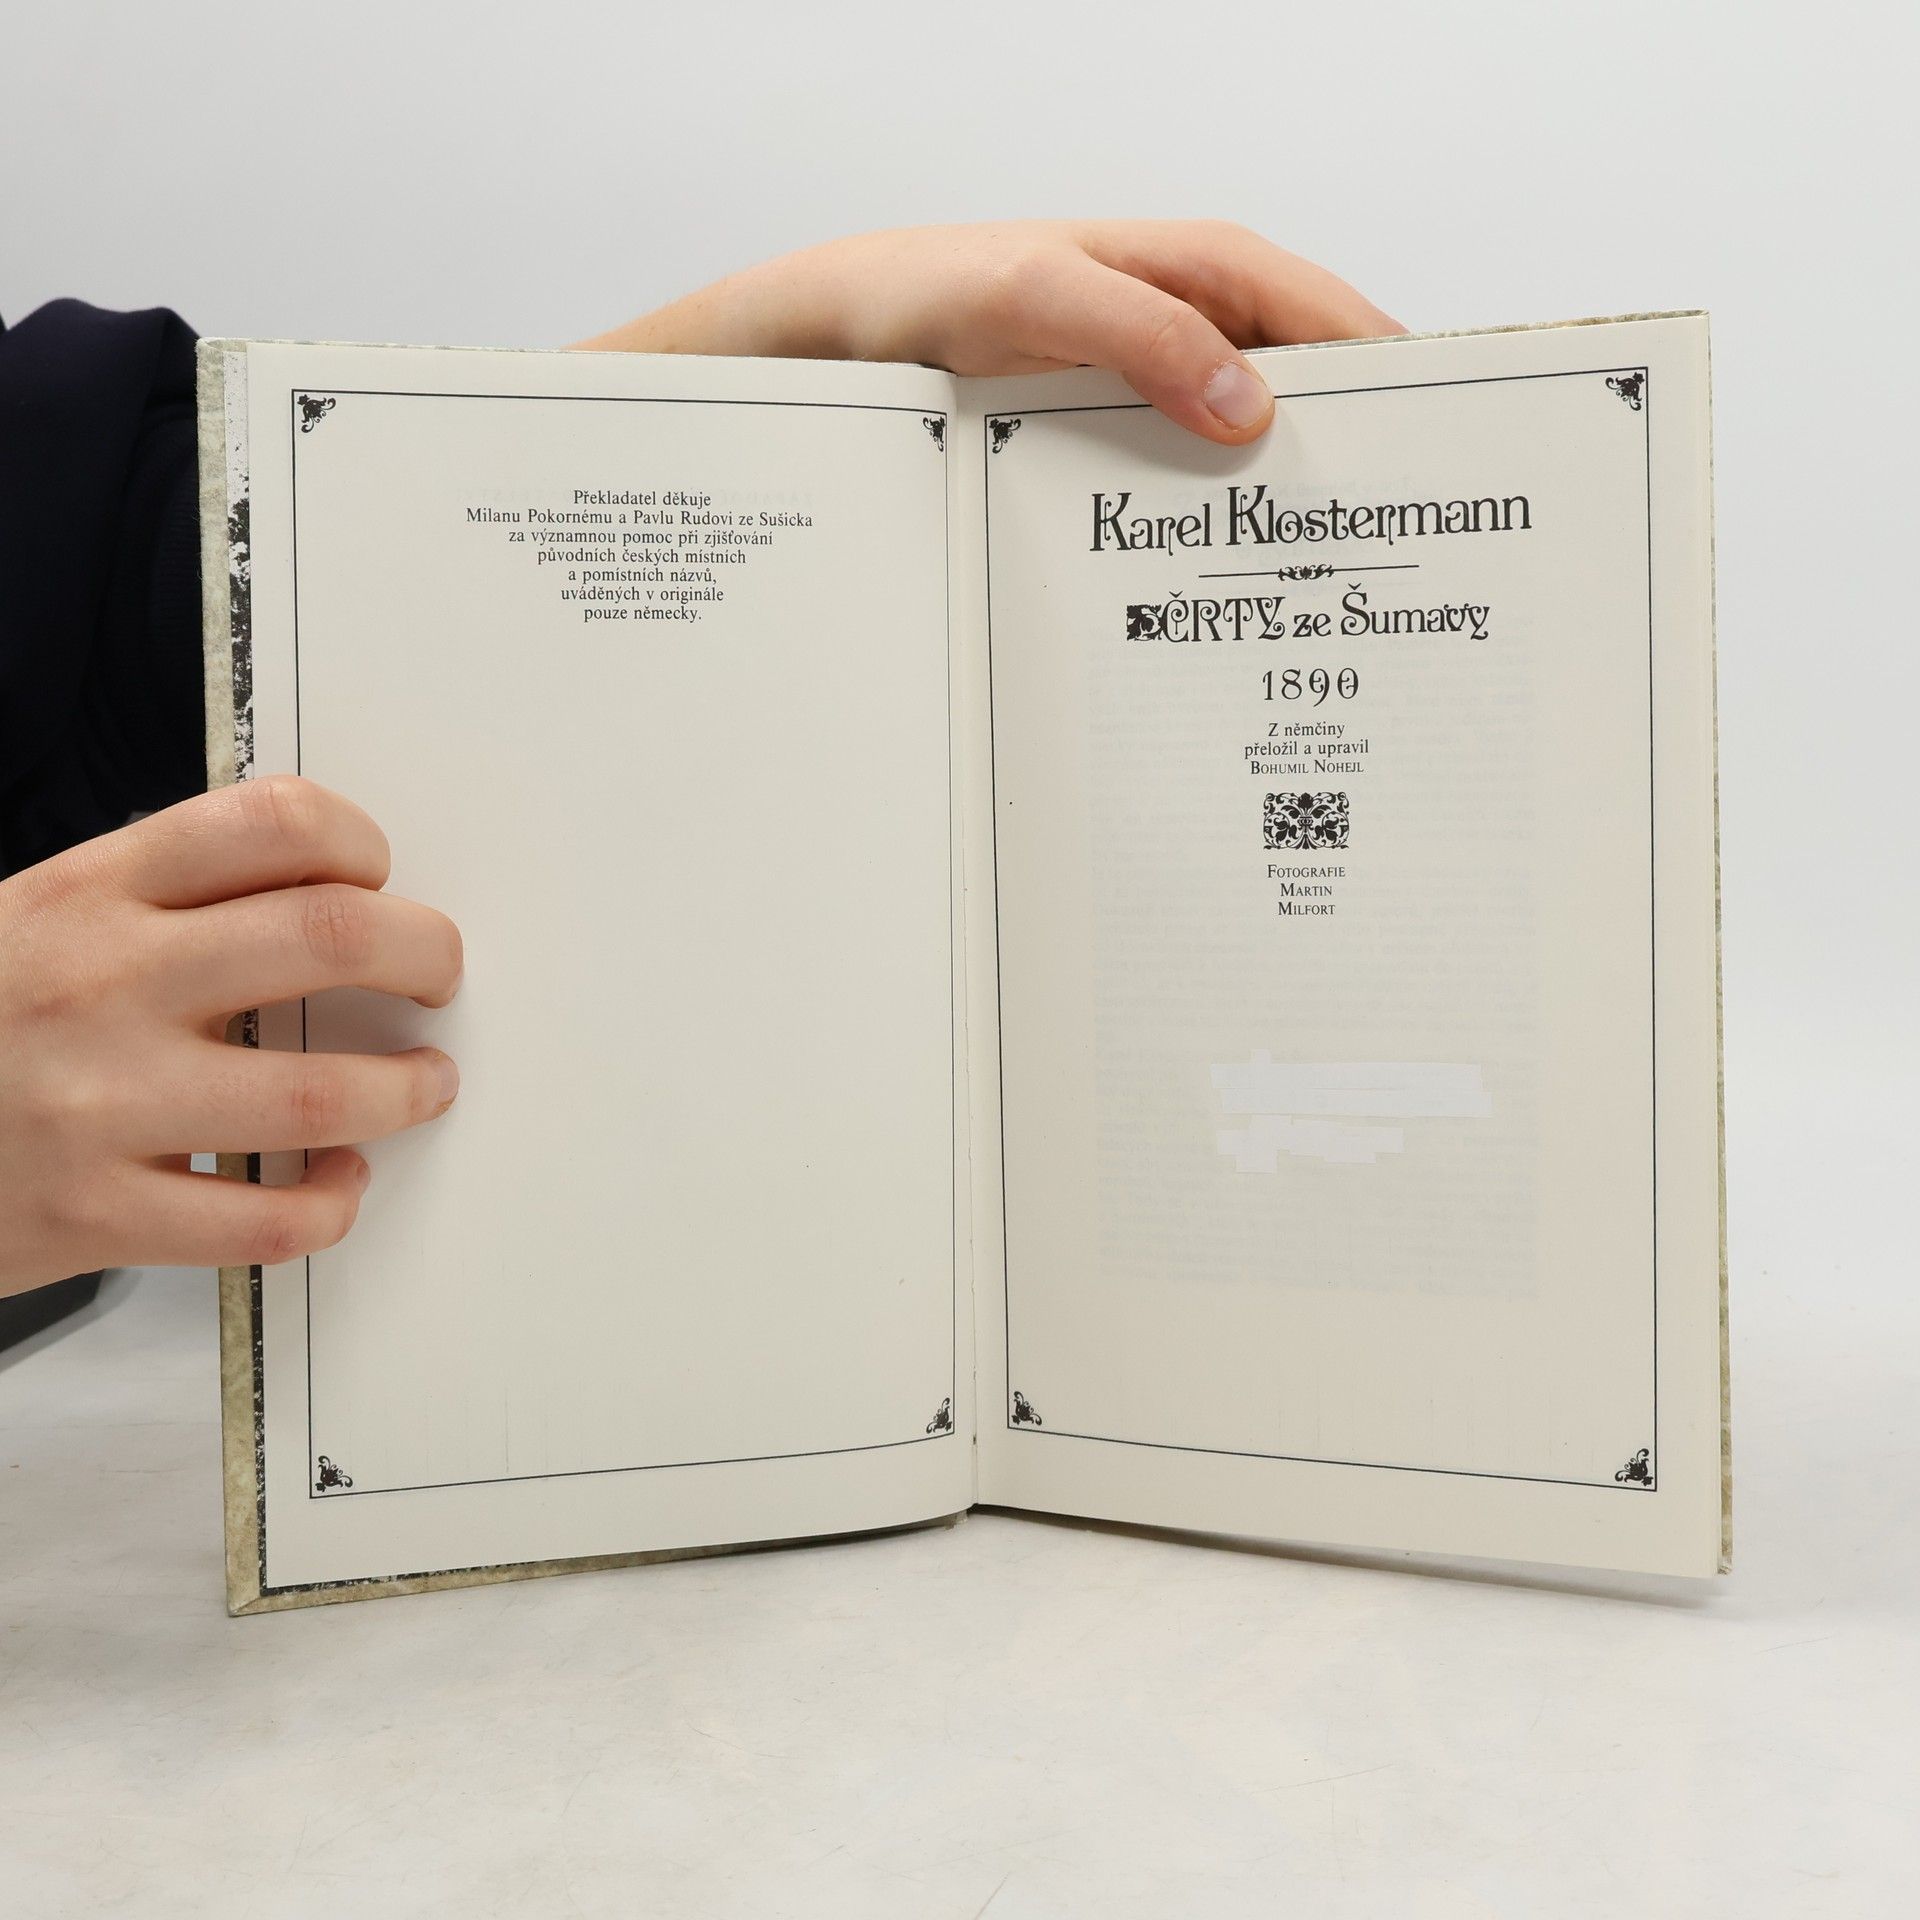 Překladatel děkuje
Milanu Pokornému a Pavlu Rudovi ze Sušicka
za významnou pomoc při zjišťování
původních českých místních
a pomístních názvů,
uváděných v originále
pouze německy.
Karel Klostermann
ČRTY ze Šumavy
1890
Z němčiny
přeložil a upravil
BOHUMIL NOHEJL
FOTOGRAFIE
MARTIN
MILFORT